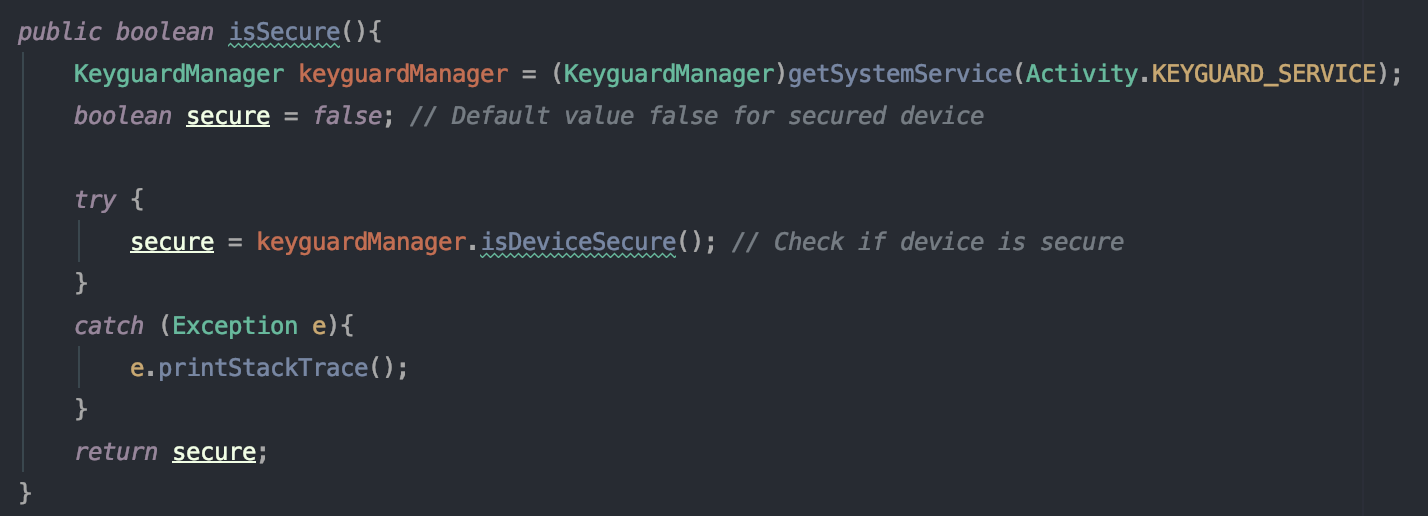 public boolean isSecure(){
    KeyguardManager keyguardManager = (KeyguardManager)getSystemService(Activity.KEYGUARD_SERVICE);
    boolean secure = false; // Default value false for secured device

    try {
        secure = keyguardManager.isDeviceSecure(); // Check if device is secure
    }
    catch (Exception e){
        e.printStackTrace();
    }
    return secure;
}